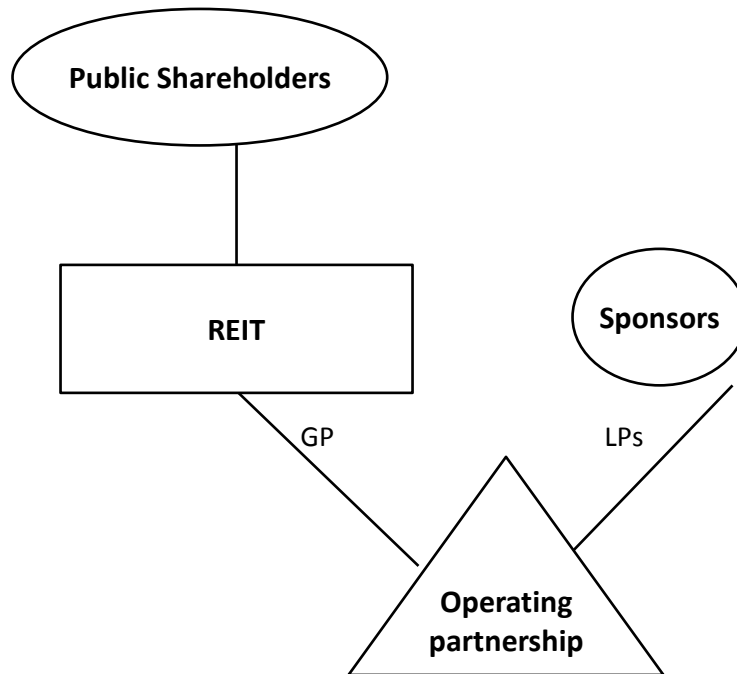 Public Shareholders
REIT
Sponsors
GP
LPs
Operating
partnership